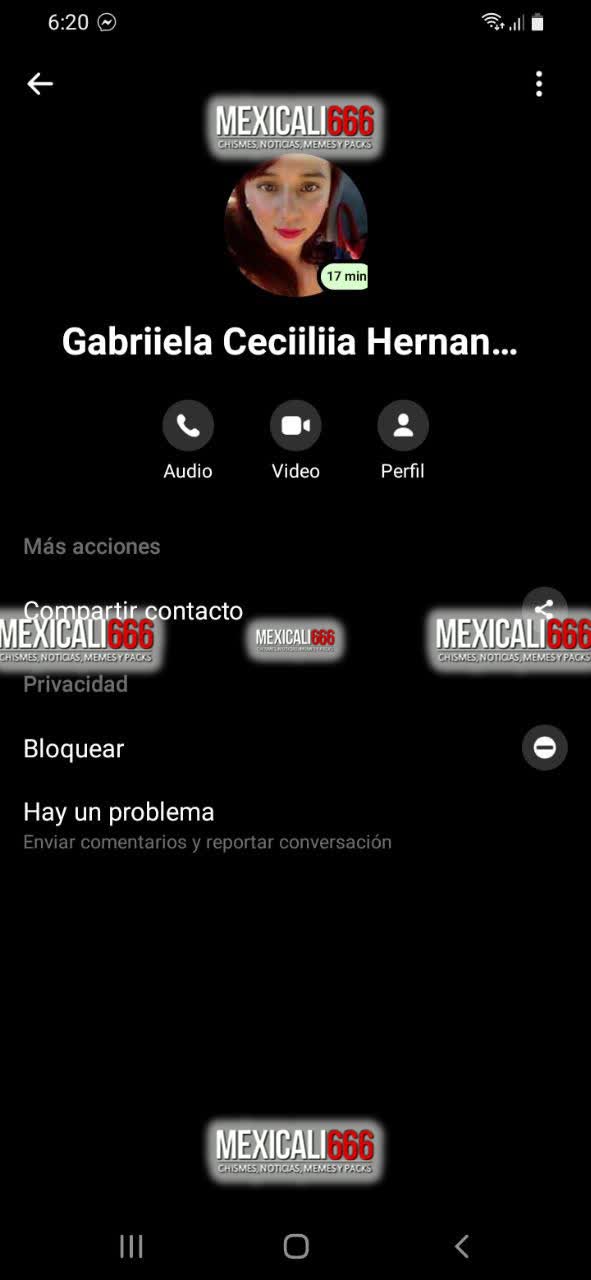 6:20
MEXICALI666
CHISMES, NOTICIAS, MEMES Y PACKS
17 min
Gabriiela Ceciiliia Hernan...
Audio
Video
Perfil
Más acciones
Compartir contacto
MEXICALI666
CHISMES, NOTICIAS, MEMES Y PACKS
MEXICALI666
CHISMES, NOTICIAS, MEMES Y PACKS
MEXICALI666
CHISMES, NOTICIAS, MEMES Y PACKS
Privacidad
Bloquear
Hay un problema
Enviar comentarios y reportar conversación
MEXICALI666
CHISMES, NOTICIAS, MEMES Y PACKS